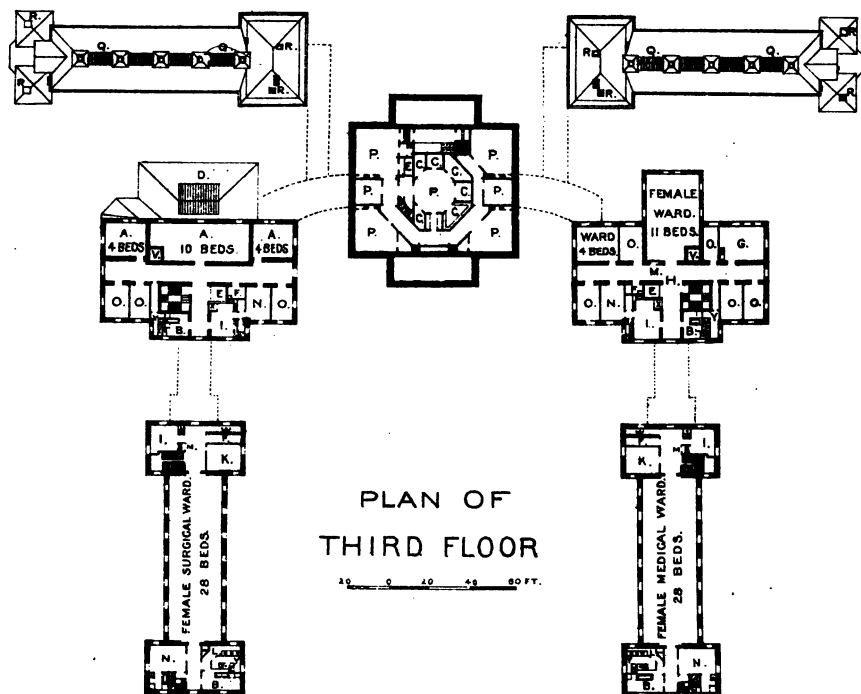 R.
Q.
Q.
R.
R.
R.
R.
Q.
Q.
R.
R.
R.
P.
P.
E.
C.
C.
C.
P.
P.
C.
C.
P.
P.
C.
C.
P.
P.
D.
A.
4 BEDS
A.
10 BEDS.
A.
4 BEDS
V.
O.
O.
E.
F.
N.
O.
Y.
B.
I.
FEMALE
WARD.
11 BEDS.
WARD
4 BEDS.
O.
O.
G.
V.
M.
H.
O.
N.
F.
E.
O.
O.
Y
I.
B.
I.
M.
K.
FEMALE SURGICAL WARD.
28 BEDS.
N.
L.
B.
K.
M.
I.
FEMALE MEDICAL WARD.
28 BEDS.
L.
B.
N.
PLAN OF
THIRD FLOOR
20 0 20 40 60 FT.